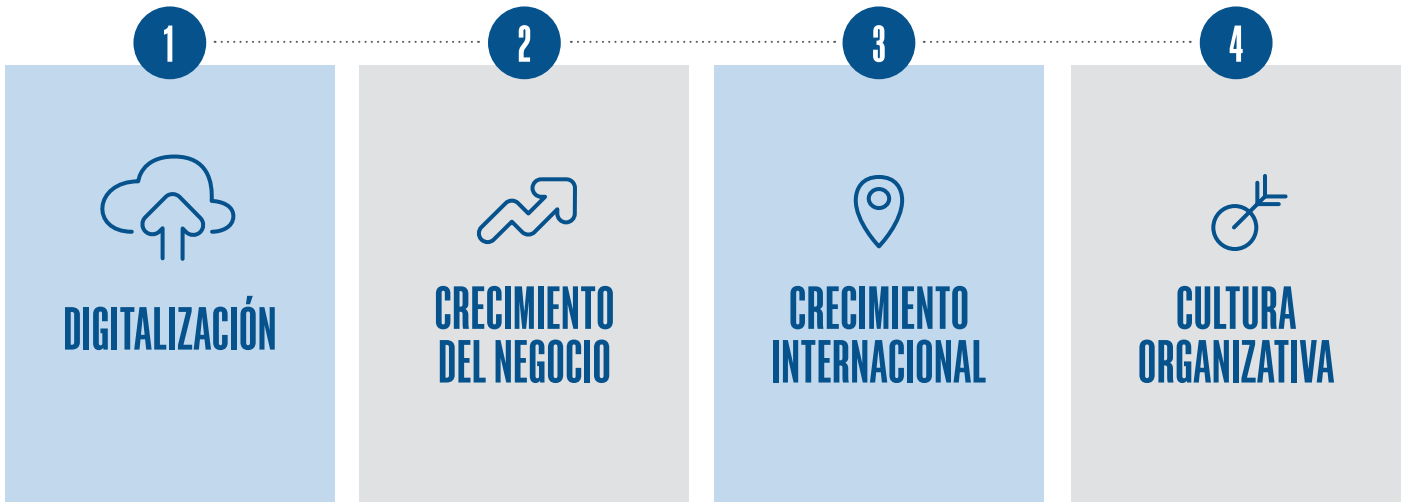 1
2
3
4
DIGITALIZACIÓN
CRECIMIENTO
DEL NEGOCIO
CRECIMIENTO
INTERNACIONAL
CULTURA
ORGANIZATIVA